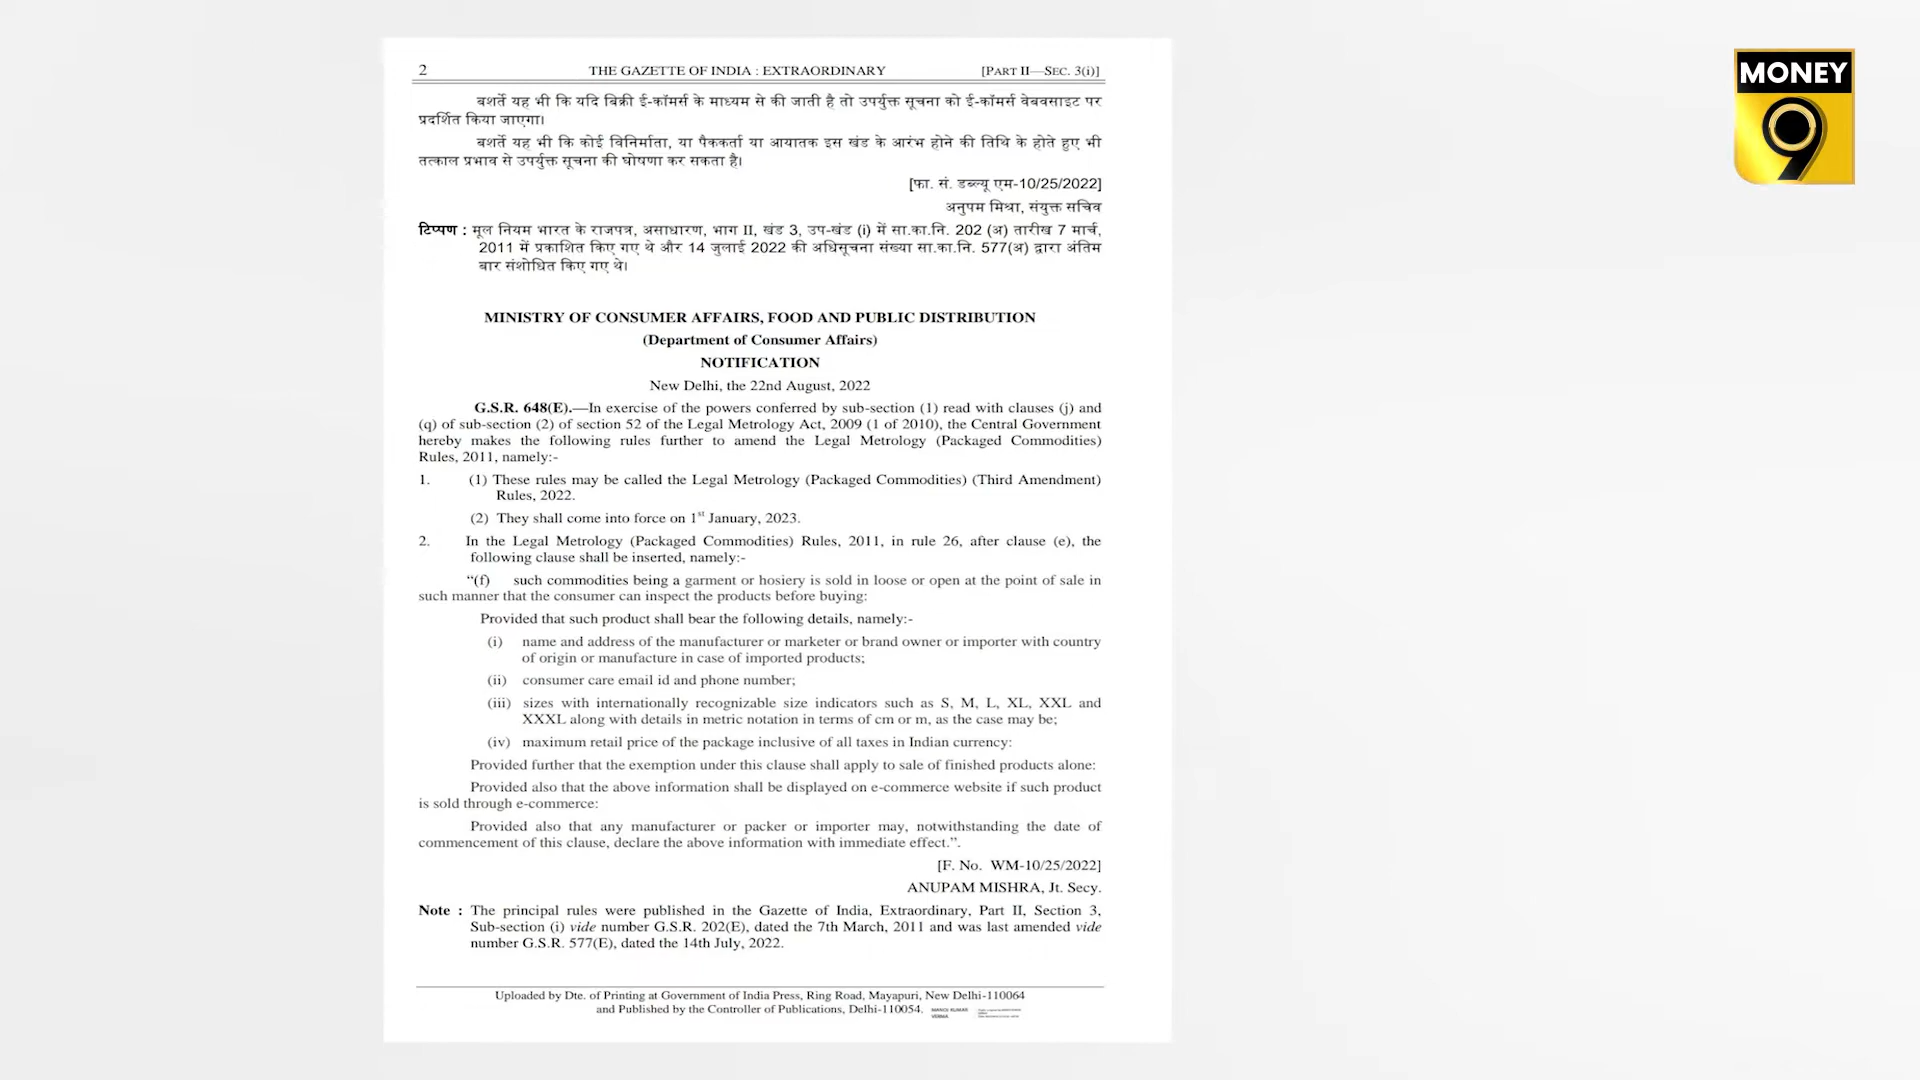 2 THE GAZETTE OF INDIA : EXTRAORDINARY [PART II—SEC. 3(i)]
MONEY
9
बशर्ते यह भी कि यदि बिक्री ई-कॉमर्स के माध्यम से की जाती है तो उपर्युक्त सूचना को ई-कॉमर्स वेबवसाइट पर
प्रदर्शित किया जाएगा।
बशर्ते यह भी कि कोई विनिर्माता, या पैककर्ता या आयातक इस खंड के आरंभ होने की तिथि के होते हुए भी
तत्काल प्रभाव से उपर्युक्त सूचना की घोषणा कर सकता है।
[फा. सं. डब्ल्यू एम-10/25/2022]
अनुपम मिश्रा, संयुक्त सचिव
टिप्पण : मूल नियम भारत के राजपत्र, असाधारण, भाग II, खंड 3, उप-खंड (i) में सा.का.नि. 202 (अ) तारीख 7 मार्च,
2011 में प्रकाशित किए गए थे और 14 जुलाई 2022 की अधिसूचना संख्या सा.का.नि. 577(अ) द्वारा अंतिम
बार संशोधित किए गए थे।
MINISTRY OF CONSUMER AFFAIRS, FOOD AND PUBLIC DISTRIBUTION
(Department of Consumer Affairs)
NOTIFICATION
New Delhi, the 22nd August, 2022
G.S.R. 648(E).—In exercise of the powers conferred by sub-section (1) read with clauses (j) and
(q) of sub-section (2) of section 52 of the Legal Metrology Act, 2009 (1 of 2010), the Central Government
hereby makes the following rules further to amend the Legal Metrology (Packaged Commodities)
Rules, 2011, namely:-
1. (1) These rules may be called the Legal Metrology (Packaged Commodities) (Third Amendment)
Rules, 2022.
(2) They shall come into force on 1st January, 2023.
2. In the Legal Metrology (Packaged Commodities) Rules, 2011, in rule 26, after clause (e), the
following clause shall be inserted, namely:-
“(f) such commodities being a garment or hosiery is sold in loose or open at the point of sale in
such manner that the consumer can inspect the products before buying:
Provided that such product shall bear the following details, namely:-
(i) name and address of the manufacturer or marketer or brand owner or importer with country
of origin or manufacture in case of imported products;
(ii) consumer care email id and phone number;
(iii) sizes with internationally recognizable size indicators such as S, M, L, XL, XXL and
XXXL along with details in metric notation in terms of cm or m, as the case may be;
(iv) maximum retail price of the package inclusive of all taxes in Indian currency:
Provided further that the exemption under this clause shall apply to sale of finished products alone:
Provided also that the above information shall be displayed on e-commerce website if such product
is sold through e-commerce:
Provided also that any manufacturer or packer or importer may, notwithstanding the date of
commencement of this clause, declare the above information with immediate effect.”.
[F. No. WM-10/25/2022]
ANUPAM MISHRA, Jt. Secy.
Note : The principal rules were published in the Gazette of India, Extraordinary, Part II, Section 3,
Sub-section (i) vide number G.S.R. 202(E), dated the 7th March, 2011 and was last amended vide
number G.S.R. 577(E), dated the 14th July, 2022.
Uploaded by Dte. of Printing at Government of India Press, Ring Road, Mayapuri, New Delhi-110064
and Published by the Controller of Publications, Delhi-110054. MANOJ KUMAR
VERMA